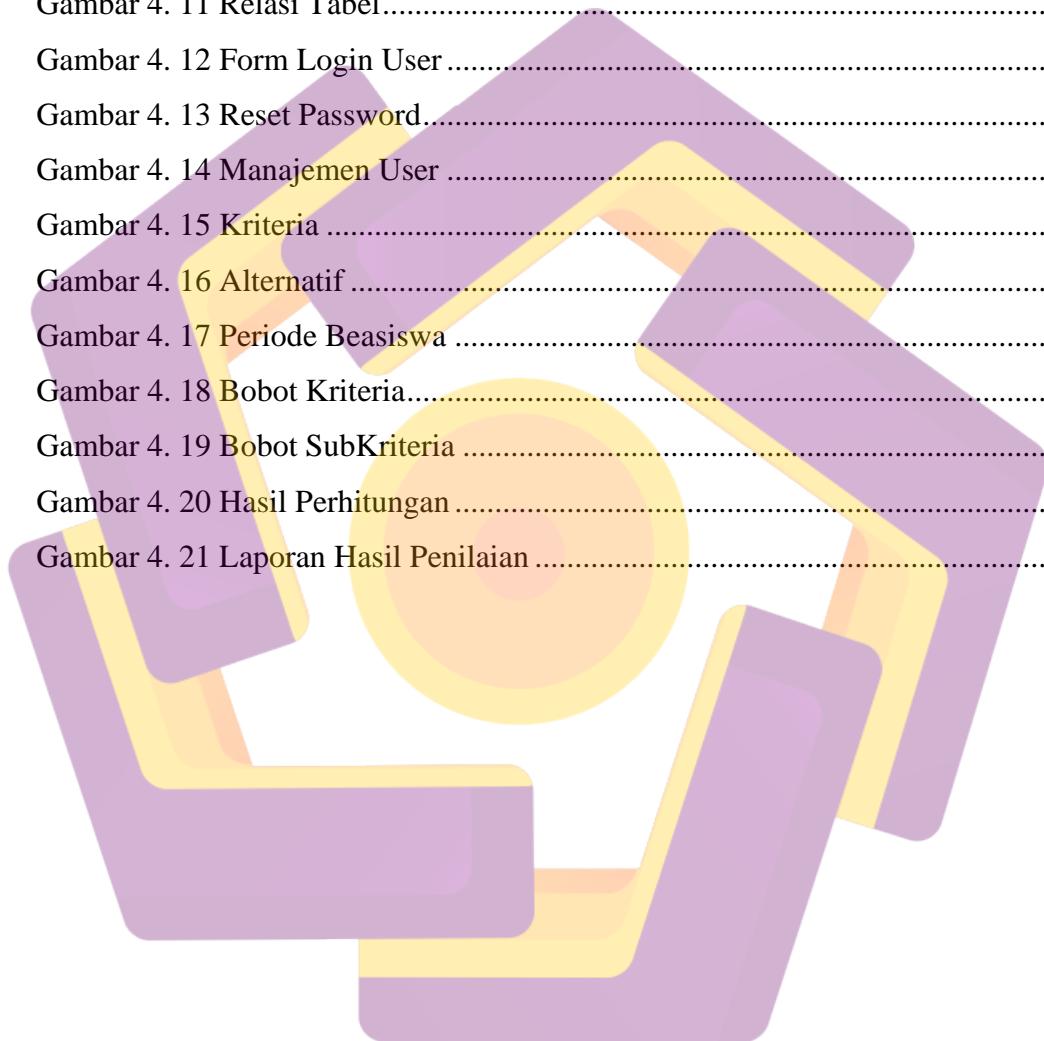 Gambar 4. 11 Relasi Tabel..........................................................................................
Gambar 4. 12 Form Login User..................................................................................
Gambar 4. 13 Reset Password.....................................................................................
Gambar 4. 14 Manajemen User..................................................................................
Gambar 4. 15 Kriteria..................................................................................................
Gambar 4. 16 Alternatif..............................................................................................
Gambar 4. 17 Periode Beasiswa.................................................................................
Gambar 4. 18 Bobot Kriteria.......................................................................................
Gambar 4. 19 Bobot SubKriteria................................................................................
Gambar 4. 20 Hasil Perhitungan.................................................................................
Gambar 4. 21 Laporan Hasil Penilaian.......................................................................